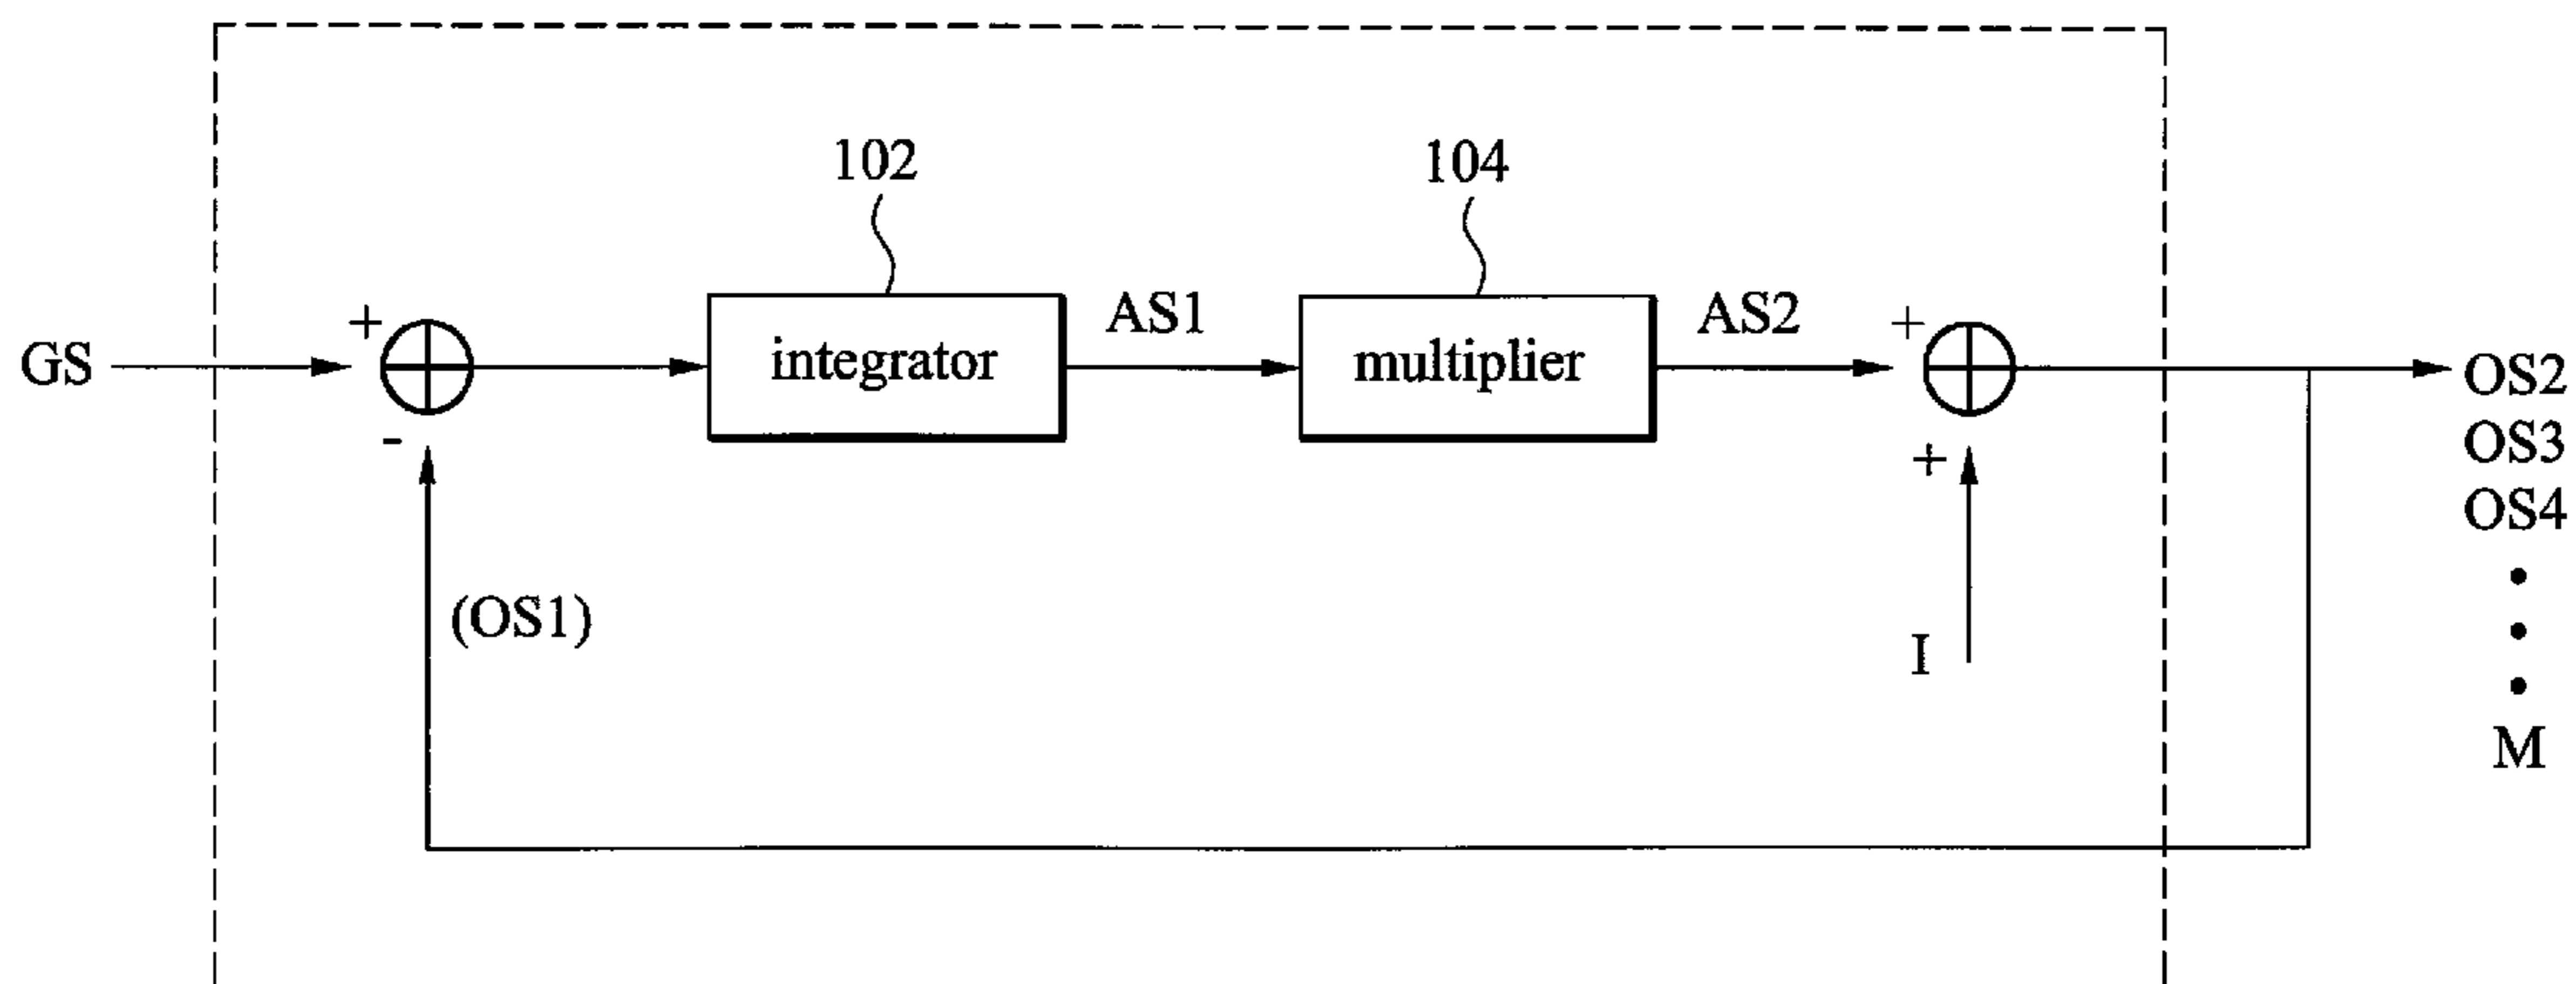 102
104
GS
+
-
integrator
AS1
multiplier
AS2
+
+
I
(OS1)
OS2
OS3
OS4
M